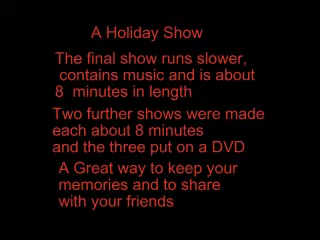 A Holiday Show
The final show runs slower,
contains music and is about
8 minutes in length
Two further shows were made
each about 8 minutes
and the three put on a DVD
A Great way to keep your
memories and to share
with your friends